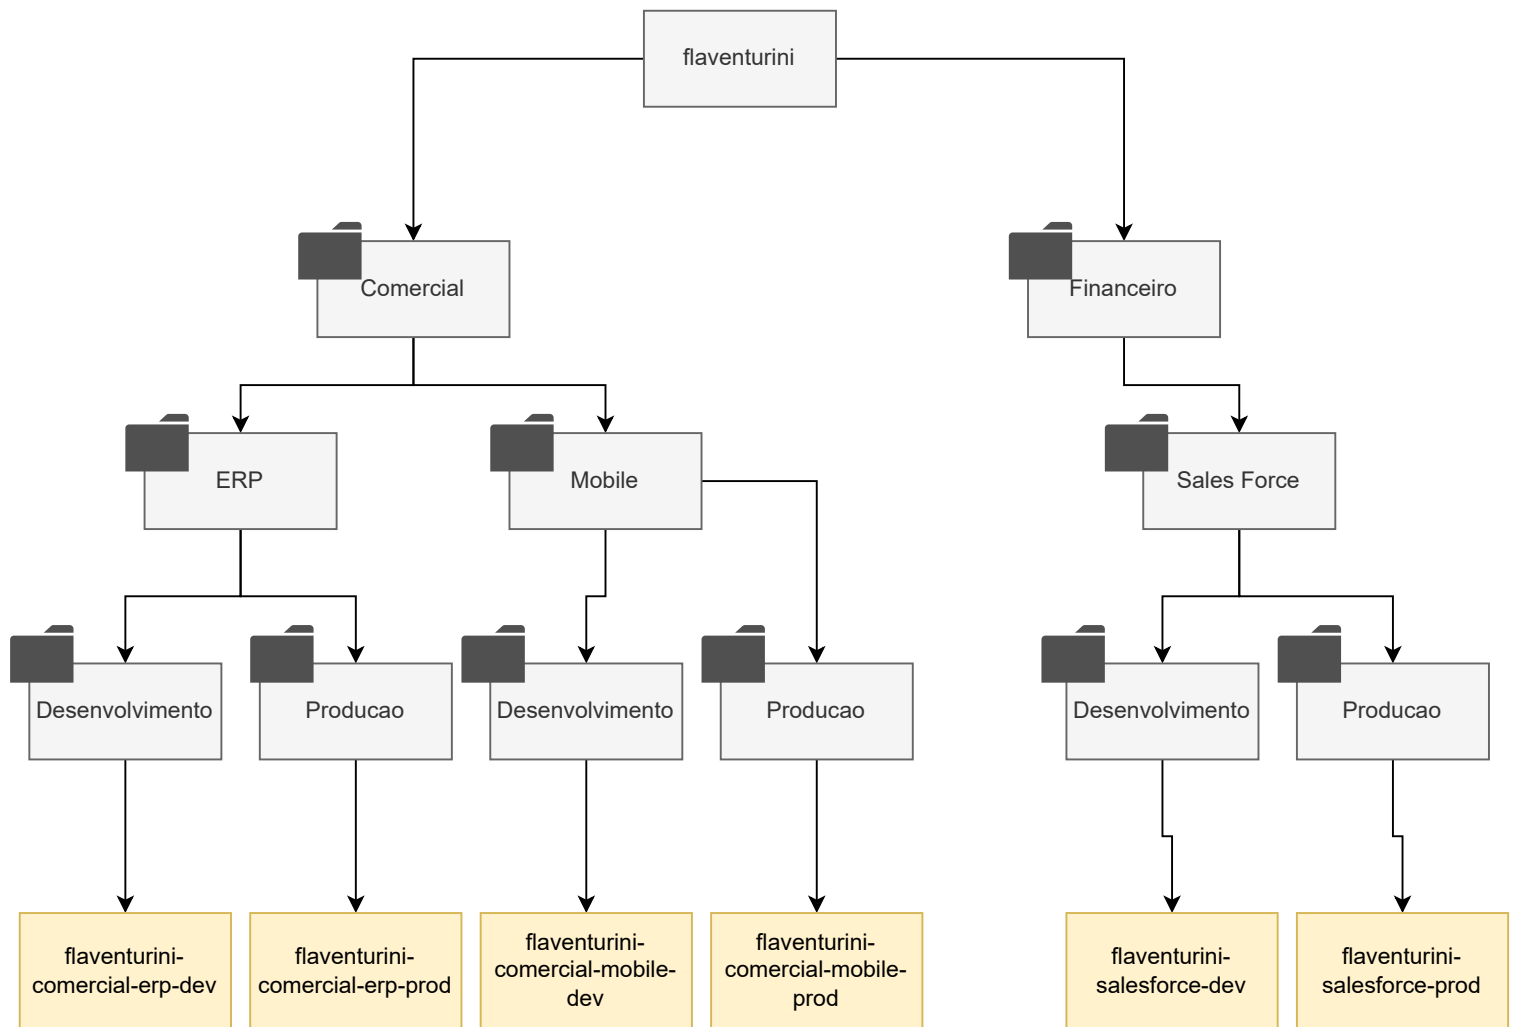 flaventurini
Comercial
Financeiro
ERP
Mobile
Sales Force
Desenvolvimento
Producao
Desenvolvimento
Producao
Desenvolvimento
Producao
flaventurini-
comercial-erp-dev
flaventurini-
comercial-erp-prod
flaventurini-
comercial-mobile-
dev
flaventurini-
comercial-mobile-
prod
flaventurini-
salesforce-dev
flaventurini-
salesforce-prod